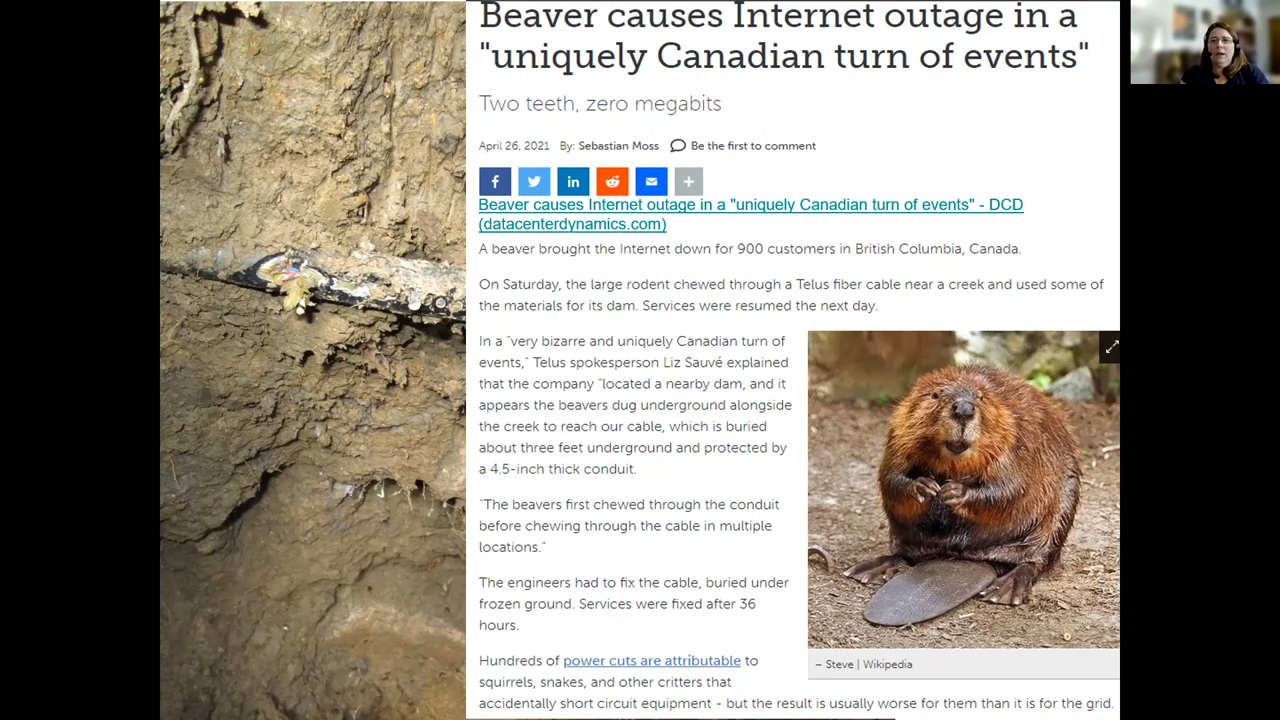 Beaver causes Internet outage in a
"uniquely Canadian turn of events"
Two teeth, zero megabits
April 26, 2021 By: Sebastian Moss Be the first to comment
Beaver causes Internet outage in a "uniquely Canadian turn of events" - DCD
(datacenterdynamics.com)
A beaver brought the Internet down for 900 customers in British Columbia, Canada.
On Saturday, the large rodent chewed through a Telus fiber cable near a creek and used some of
the materials for its dam. Services were resumed the next day.
In a "very bizarre and uniquely Canadian turn of
events," Telus spokesperson Liz Sauvé explained
that the company "located a nearby dam, and it
appears the beavers dug underground alongside
the creek to reach our cable, which is buried
about three feet underground and protected by
a 4.5-inch thick conduit.
"The beavers first chewed through the conduit
before chewing through the cable in multiple
locations."
The engineers had to fix the cable, buried under
frozen ground. Services were fixed after 36
hours.
– Steve | Wikipedia
Hundreds of power cuts are attributable to
squirrels, snakes, and other critters that
accidentally short circuit equipment - but the result is usually worse for them than it is for the grid.